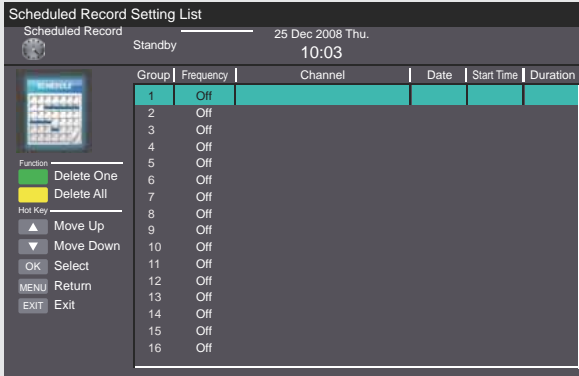 Scheduled Record Setting List
Scheduled Record
Standby
25 Dec 2008 Thu.
10:03
SCHEDULE
Group Frequency Channel Date Start Time Duration
1 Off
2 Off
3 Off
4 Off
5 Off
6 Off
7 Off
8 Off
9 Off
10 Off
11 Off
12 Off
13 Off
14 Off
15 Off
16 Off
Function
Delete One
Delete All
Hot Key
Move Up
Move Down
OK Select
MENU Return
EXIT Exit